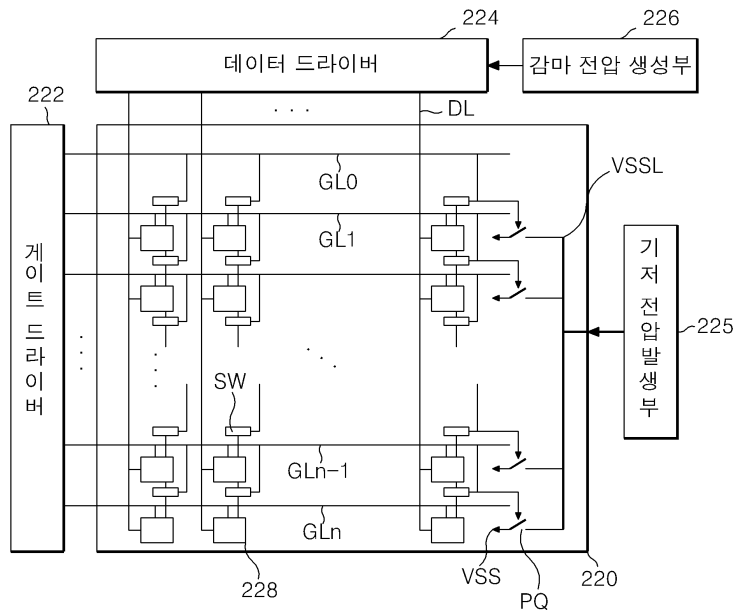 224
226
데이터 드라이버
감마 전압 생성부
222
DL
GL0
VSSL
GL1
게이트 드라이버
기저 전압발생부
225
SW
GLn-1
GLn
228
VSS
PQ
220